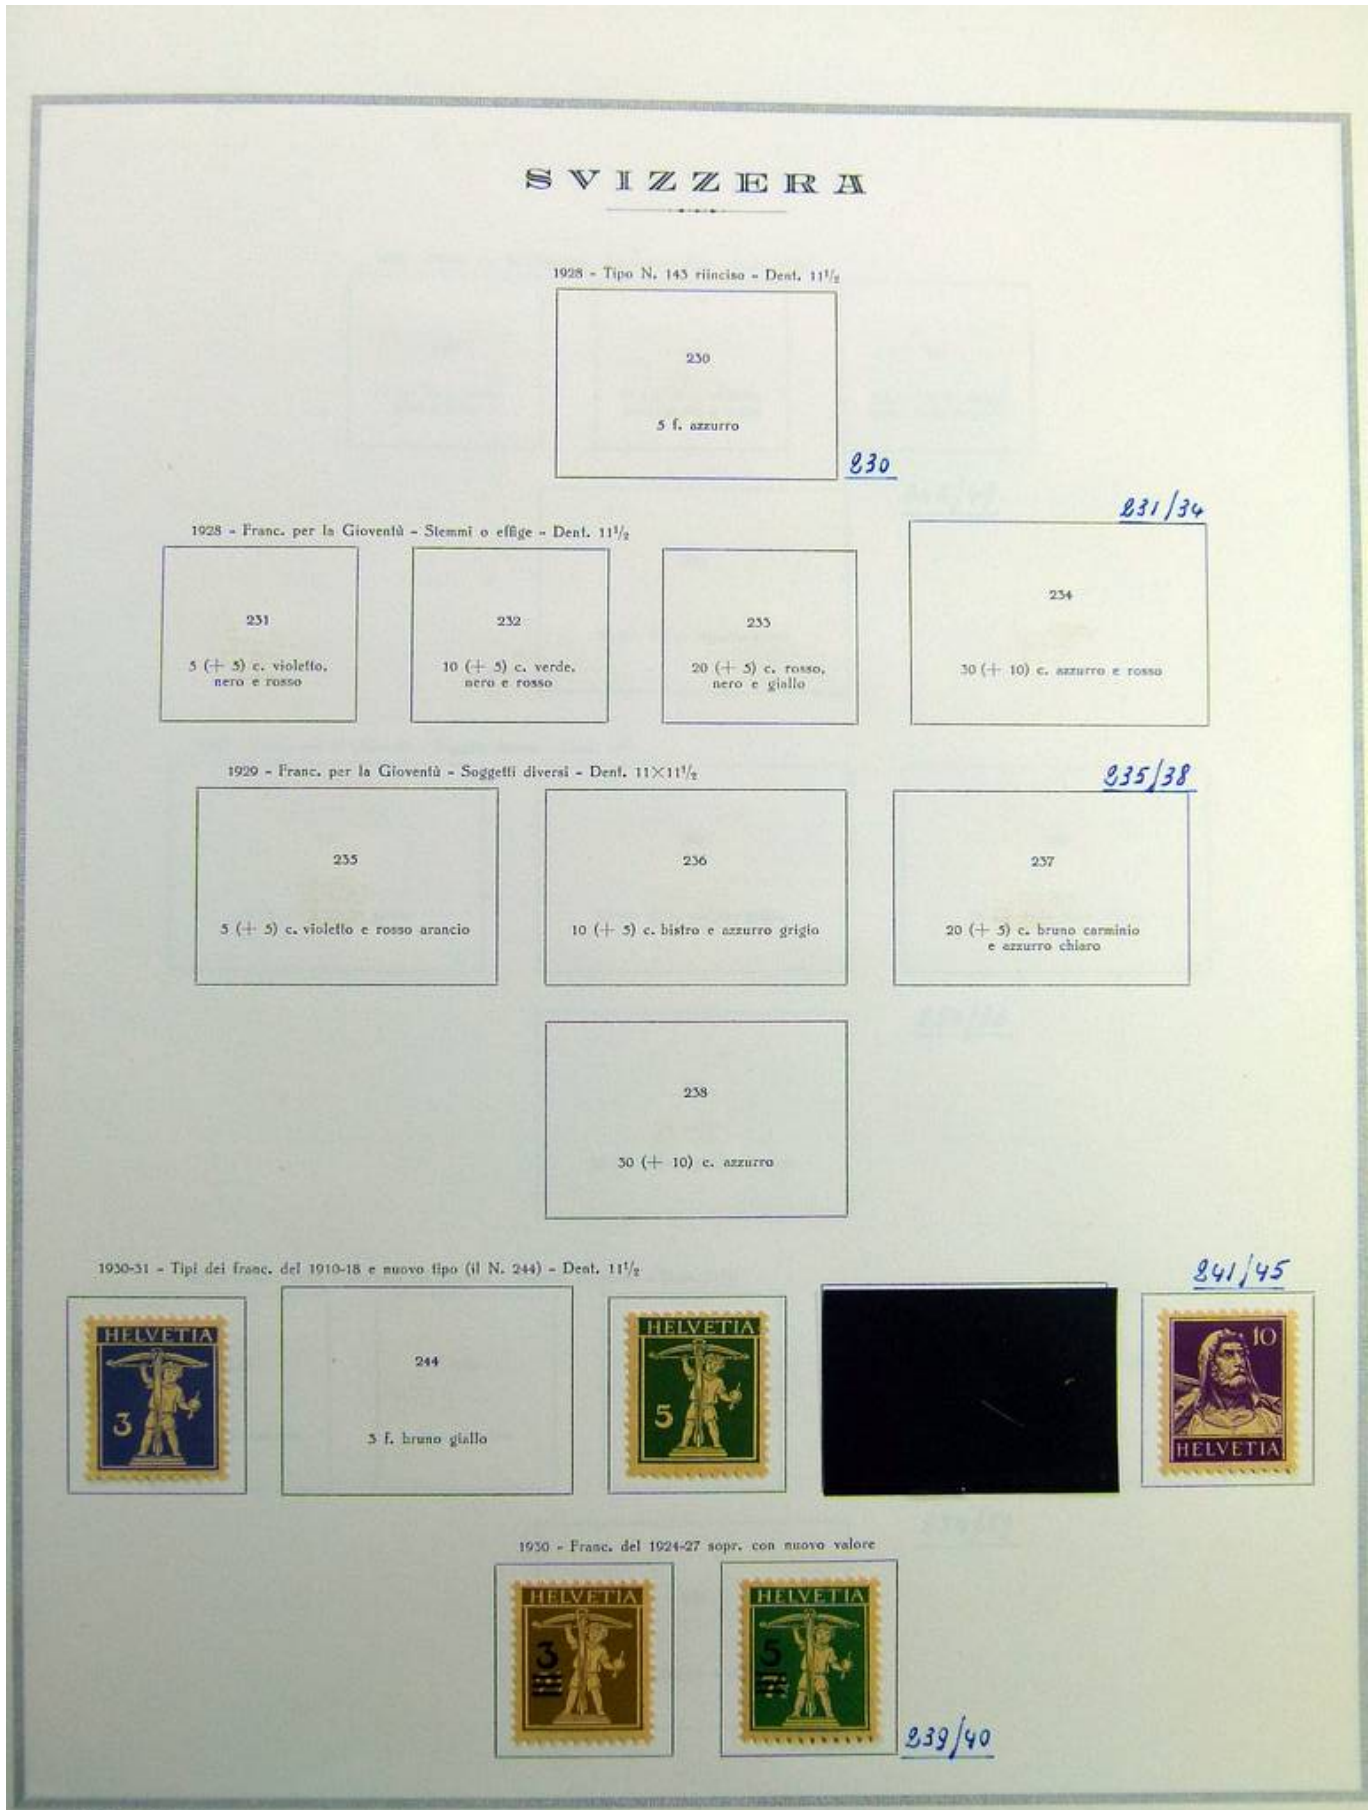 SVIZZERA
1928 - Tipo N. 143 riinciso - Dent. 11½
230
5 f. azzurro
230
231/34
1928 - Franc. per la Gioventù - Stemmi o effige - Dent. 11½
231
5 (+ 5) c. violetto,
nero e rosso
232
10 (+ 5) c. verde,
nero e rosso
233
20 (+ 5) c. rosso,
nero e giallo
234
30 (+ 10) c. azzurro e rosso
1929 - Franc. per la Gioventù - Soggetti diversi - Dent. 11×11½
235/38
235
5 (+ 5) c. violetto e rosso arancio
236
10 (+ 5) c. bistro e azzurro grigio
237
20 (+ 5) c. bruno carminio
e azzurro chiaro
238
30 (+ 10) c. azzurro
1930-31 - Tipi dei franc. del 1910-18 e nuovo tipo (il N. 244) - Dent. 11½
241/45
HELVETIA
3
244
3 f. bruno giallo
HELVETIA
5
10
HELVETIA
1930 - Franc. del 1924-27 sopr. con nuovo valore
HELVETIA
3
HELVETIA
5
239/40